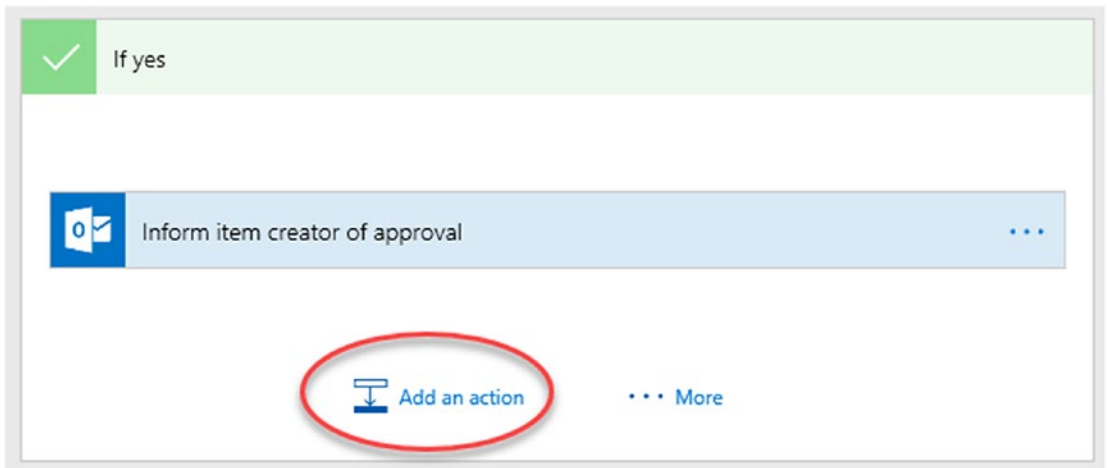 If yes
Inform item creator of approval
Add an action
More